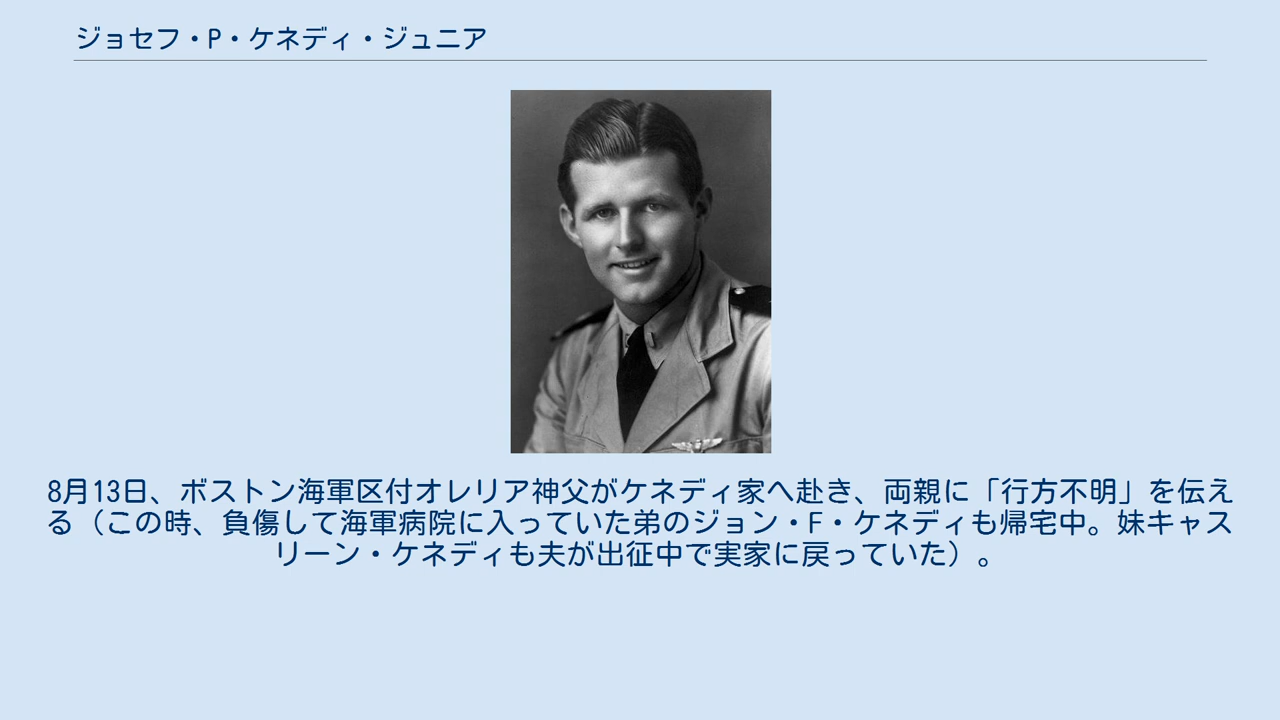 ジョセフ・P・ケネディ・ジュニア
8月13日、ボストン海軍区付オレリア神父がケネディ家へ赴き、両親に「行方不明」を伝え
る（この時、負傷して海軍病院に入っていた弟のジョン・F・ケネディも帰宅中。妹キャス
リーン・ケネディも夫が出征中で実家に戻っていた）。